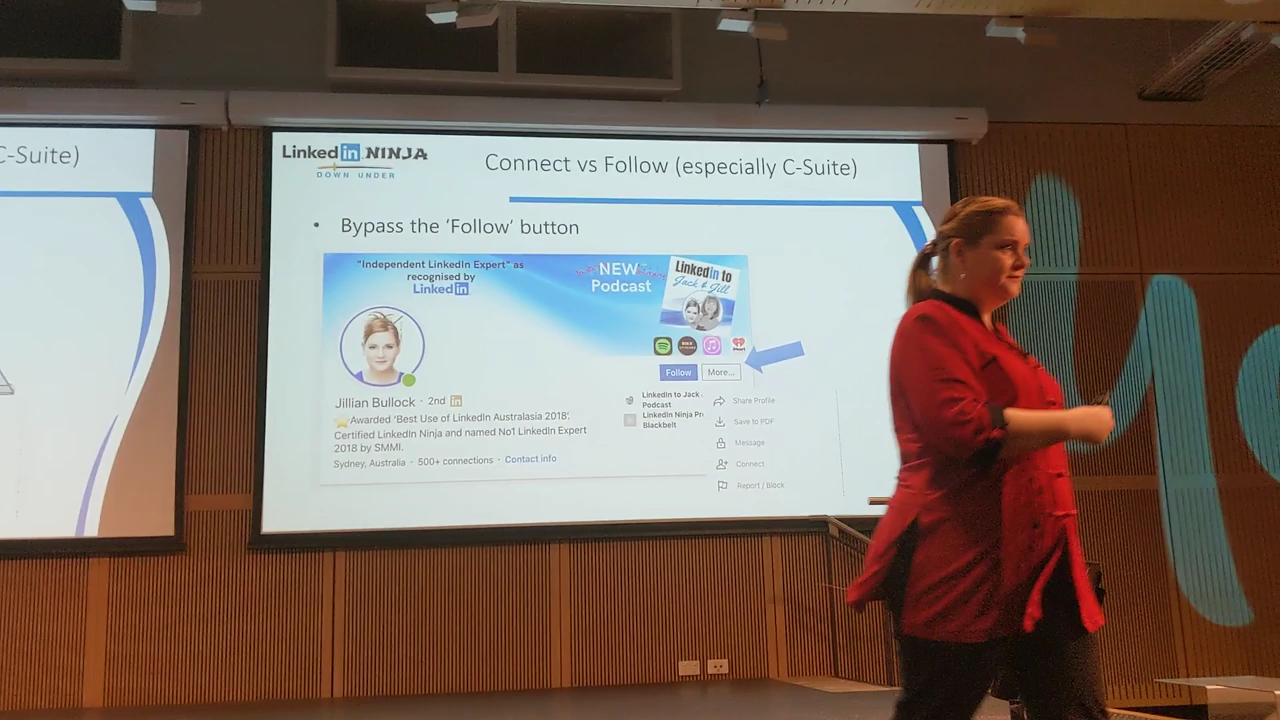 C-Suite)
Linked in NINJA
DOWN UNDER
Connect vs Follow (especially C-Suite)
• Bypass the 'Follow' button
"Independent LinkedIn Expert" as
recognised by
Linked in
NEW
Podcast
Linkedin to
Jack & Jill
Follow
More...
Jillian Bullock · 2nd in
⭐Awarded 'Best Use of LinkedIn Australasia 2018'.
Certified LinkedIn Ninja and named No1 LinkedIn Expert
2018 by SMMI.
Sydney, Australia · 500+ connections · Contact info
LinkedIn to Jack
Podcast
LinkedIn Ninja Pr
Blackbelt
Share Profile
Save to PDF
Message
Connect
Report / Block